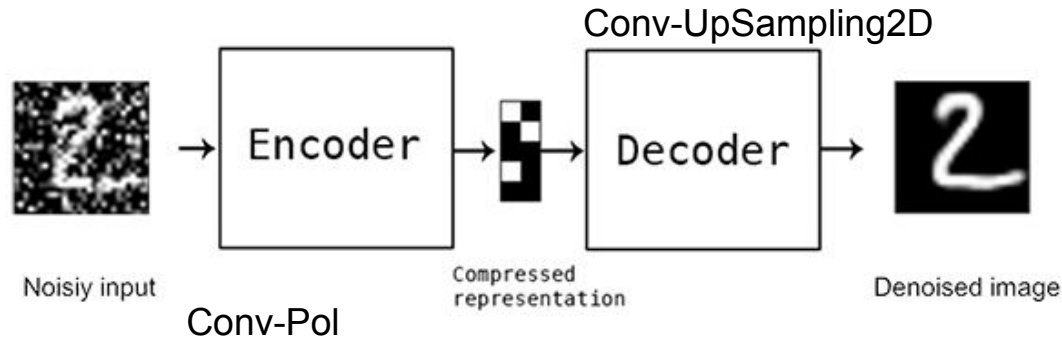 Conv-UpSampling2D
Encoder
Decoder
Compressed
representation
Noisiy input
Denoised image
Conv-Pol